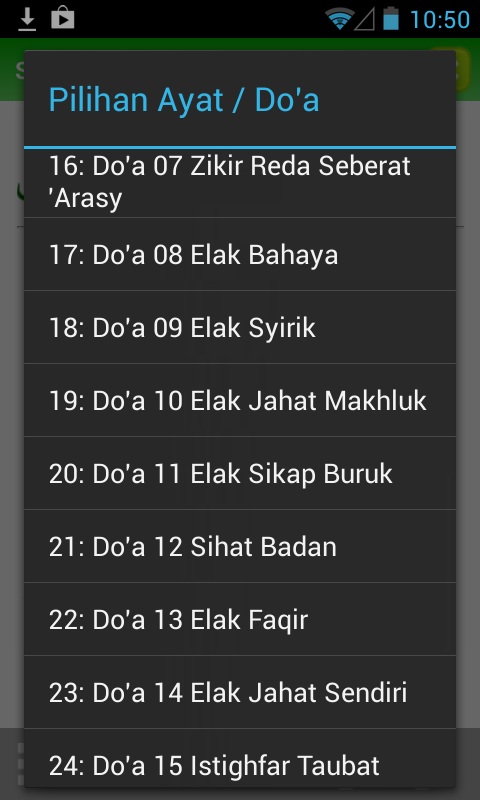 10:50
Pilihan Ayat / Do'a
16: Do'a 07 Zikir Reda Seberat
'Arasy
17: Do'a 08 Elak Bahaya
18: Do'a 09 Elak Syirik
19: Do'a 10 Elak Jahat Makhluk
20: Do'a 11 Elak Sikap Buruk
21: Do'a 12 Sihat Badan
22: Do'a 13 Elak Faqir
23: Do'a 14 Elak Jahat Sendiri
24: Do'a 15 Istighfar Taubat